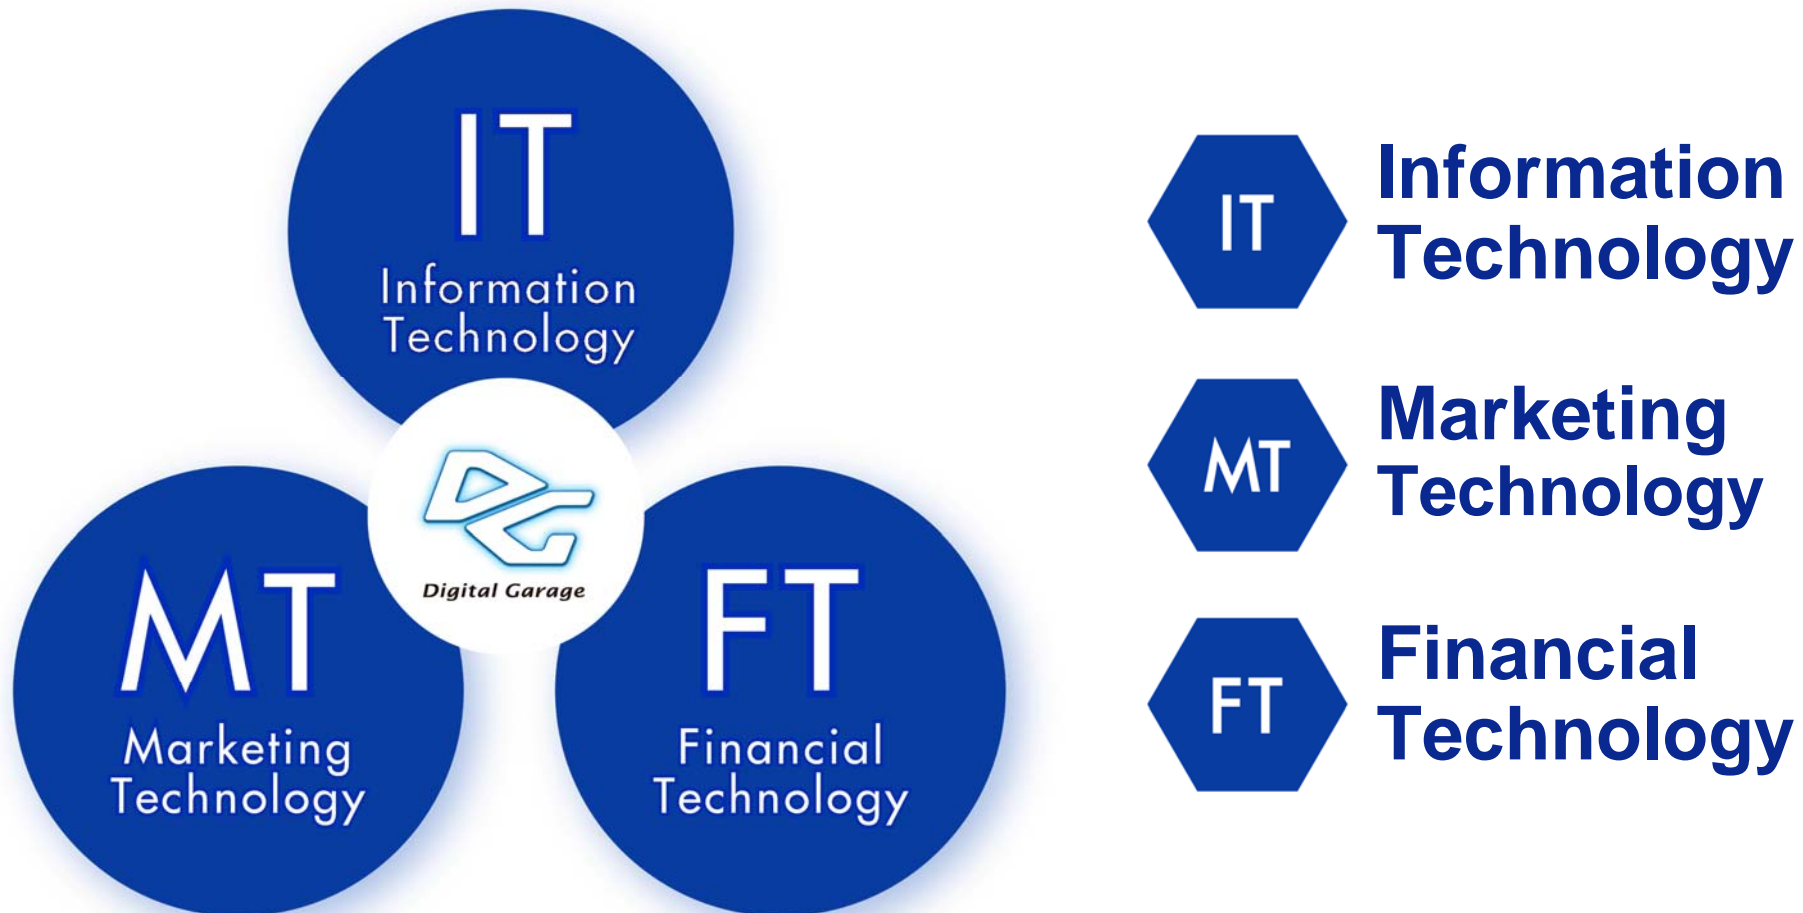 IT
Information
Technology
DG
Digital Garage
MT
Marketing
Technology
FT
Financial
Technology
IT
Information
Technology
MT
Marketing
Technology
FT
Financial
Technology